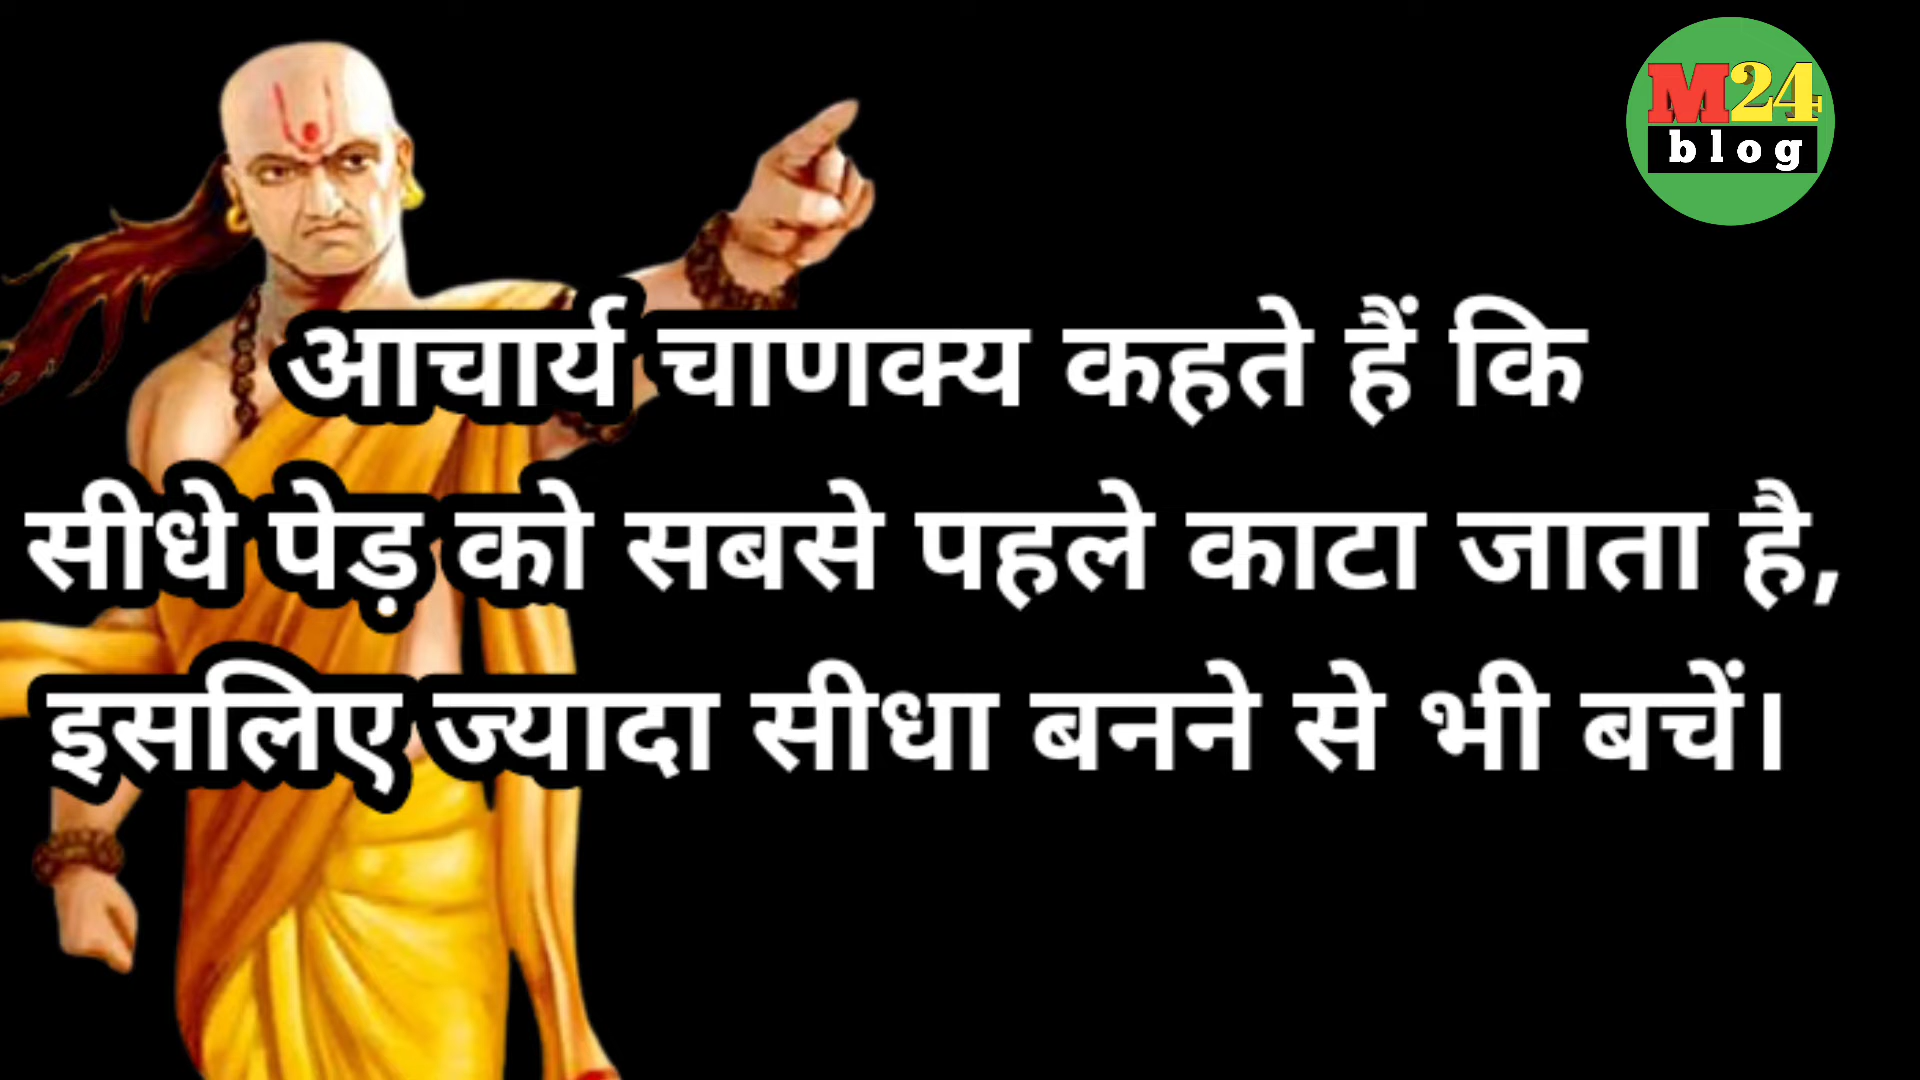 M24
blog
आचार्य चाणक्य कहते हैं कि
सीधे पेड़ को सबसे पहले काटा जाता है,
इसलिए ज्यादा सीधा बनने से भी बचें।